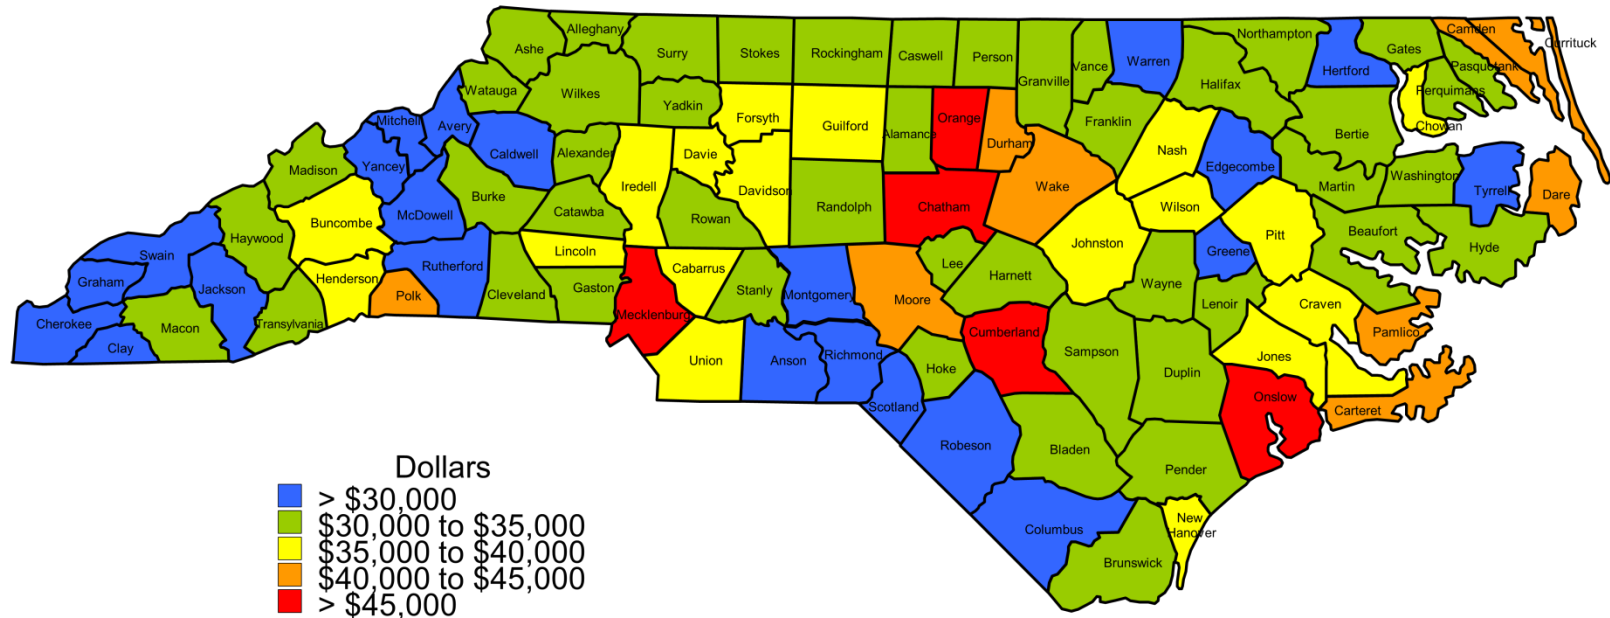 Alleghany
Ashe
Surry
Stokes
Rockingham
Caswell
Person
Granville
Vance
Warren
Northampton
Hertford
Gates
Camden
Currituck
Pasquotank
Perquimans
Chowan
Halifax
Watauga
Wilkes
Yadkin
Forsyth
Guilford
Alamance
Orange
Durham
Franklin
Nash
Edgecombe
Bertie
Mitchell
Avery
Yancey
Caldwell
Alexander
Iredell
Davie
Davidson
Wake
Wilson
Martin
Washington
Tyrrell
Dare
Madison
Buncombe
McDowell
Burke
Catawba
Rowan
Randolph
Chatham
Johnston
Greene
Pitt
Beaufort
Hyde
Haywood
Swain
Graham
Jackson
Henderson
Rutherford
Polk
Lincoln
Cleveland
Gaston
Mecklenburg
Cabarrus
Stanly
Montgomery
Moore
Lee
Harnett
Wayne
Lenoir
Craven
Pamlico
Cherokee
Clay
Macon
Transylvania
Union
Anson
Richmond
Scotland
Hoke
Cumberland
Sampson
Duplin
Jones
Onslow
Carteret
Robeson
Bladen
Pender
Columbus
Brunswick
New
Hanover
Dollars
> $30,000
$30,000 to $35,000
$35,000 to $40,000
$40,000 to $45,000
> $45,000